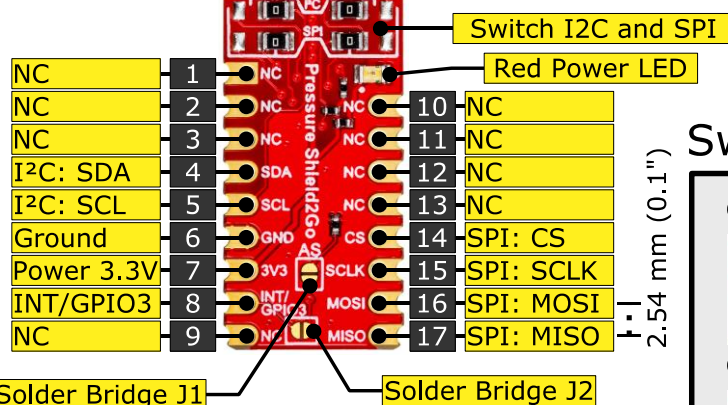 I²C
SPI
Switch I2C and SPI
Red Power LED
NC 1 NC
NC 2 NC
NC 3 NC
I²C: SDA 4 SDA
I²C: SCL 5 SCL
Ground 6 GND
Power 3.3V 7 3V3
INT/GPIO3 8 INT/
GPIO3
NC 9 NC
Pressure Shield2Go
AS
NC 10 NC
NC 11 NC
NC 12 NC
NC 13 NC
CS 14 SPI: CS
SCLK 15 SPI: SCLK
MOSI 16 SPI: MOSI
MISO 17 SPI: MISO
2.54 mm (0.1")
Solder Bridge J1
Solder Bridge J2